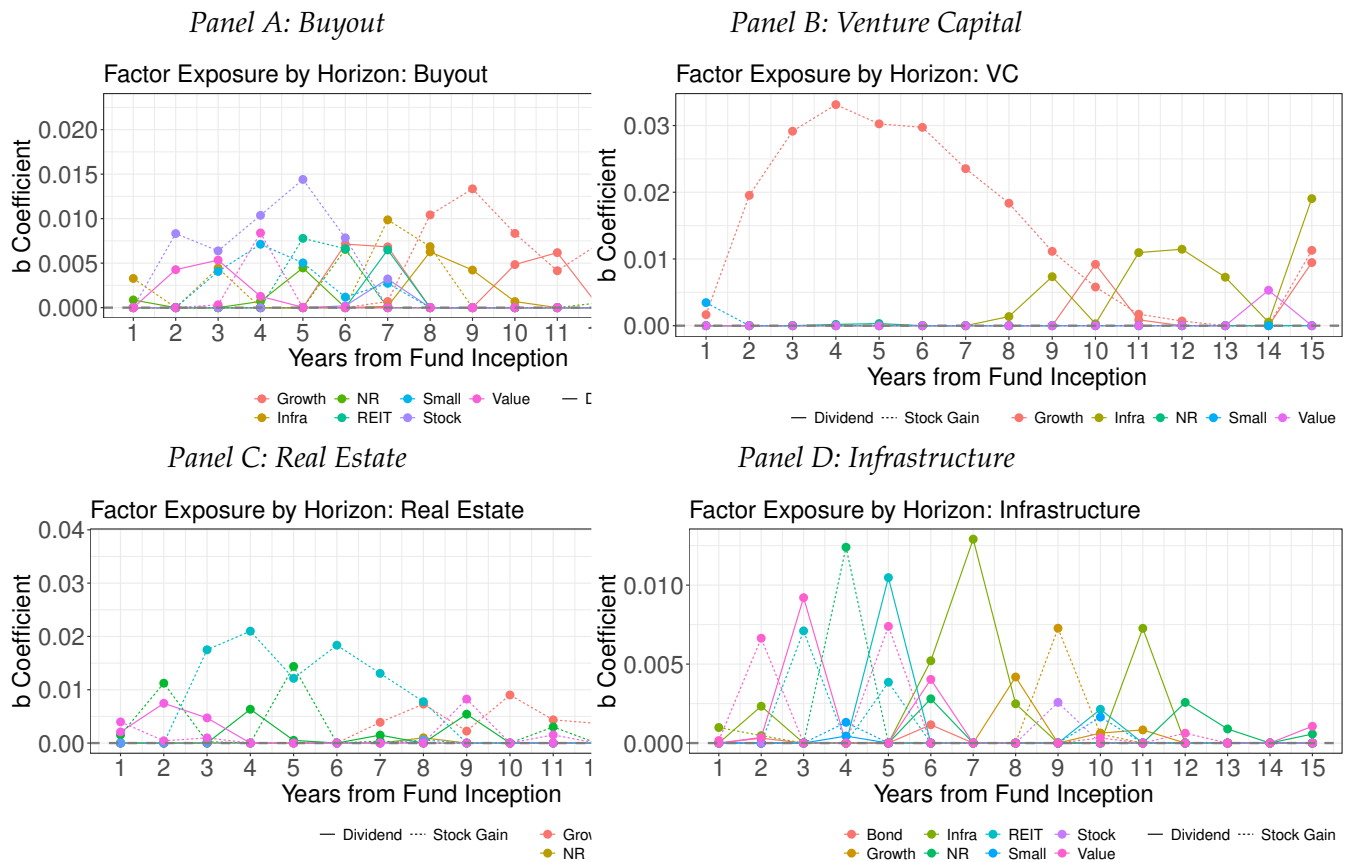 Panel A: Buyout
Panel B: Venture Capital
Factor Exposure by Horizon: Buyout
b Coefficient
0.020
0.015
0.010
0.005
0.000
1 2 3 4 5 6 7 8 9 10 11
Years from Fund Inception
Growth NR Small Value
Infra REIT Stock
Factor Exposure by Horizon: VC
b Coefficient
0.03
0.02
0.01
0.00
1 2 3 4 5 6 7 8 9 10 11 12 13 14 15
Years from Fund Inception
Dividend Stock Gain Growth Infra NR Small Value
Panel C: Real Estate
Panel D: Infrastructure
Factor Exposure by Horizon: Real Estate
b Coefficient
0.04
0.03
0.02
0.01
0.00
1 2 3 4 5 6 7 8 9 10 11 1
Years from Fund Inception
Dividend Stock Gain
NR
Factor Exposure by Horizon: Infrastructure
b Coefficient
0.010
0.005
0.000
1 2 3 4 5 6 7 8 9 10 11 12 13 14 15
Years from Fund Inception
Bond Infra REIT Stock Dividend Stock Gain
Growth NR Small Value